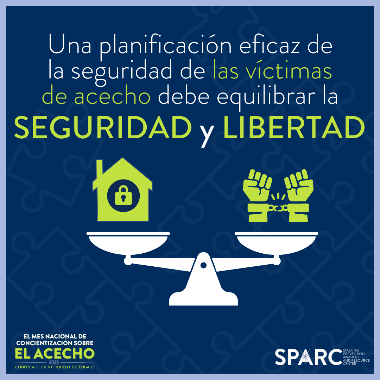 Una planificación eficaz de
la seguridad de las víctimas
de acecho debe equilibrar la
SEGURIDAD y LIBERTAD
EL MES NACIONAL DE
CONCIENTIZACIÓN SOBRE
EL ACECHO
SPARC